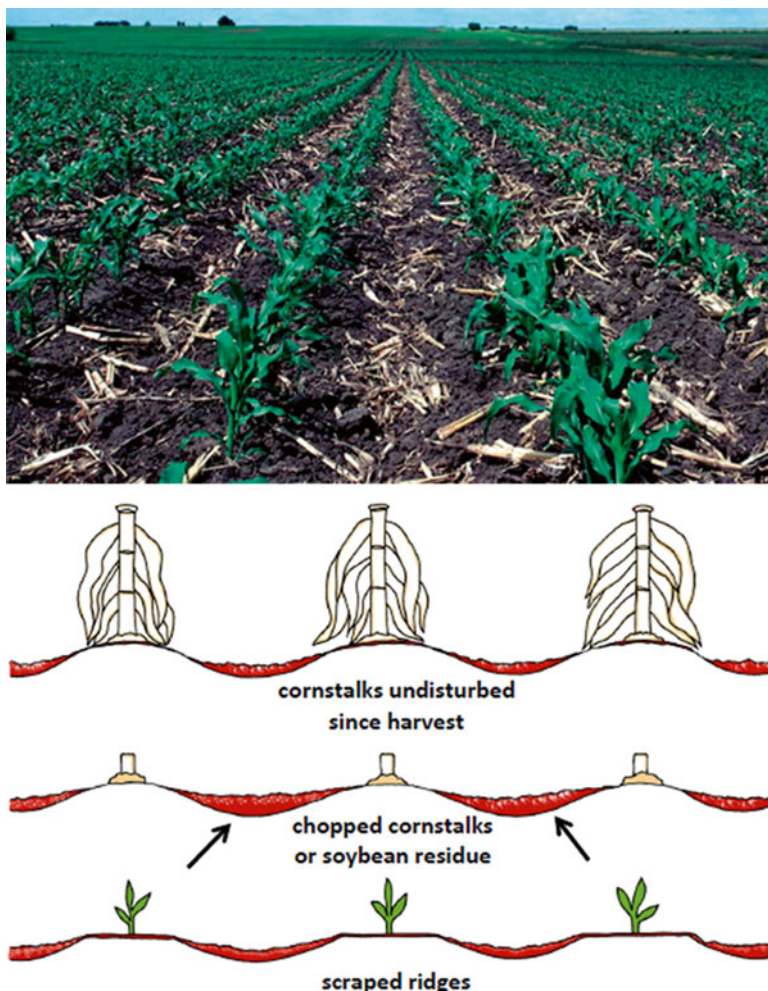 cornstalks undisturbed
since harvest
chopped cornstalks
or soybean residue
scraped ridges